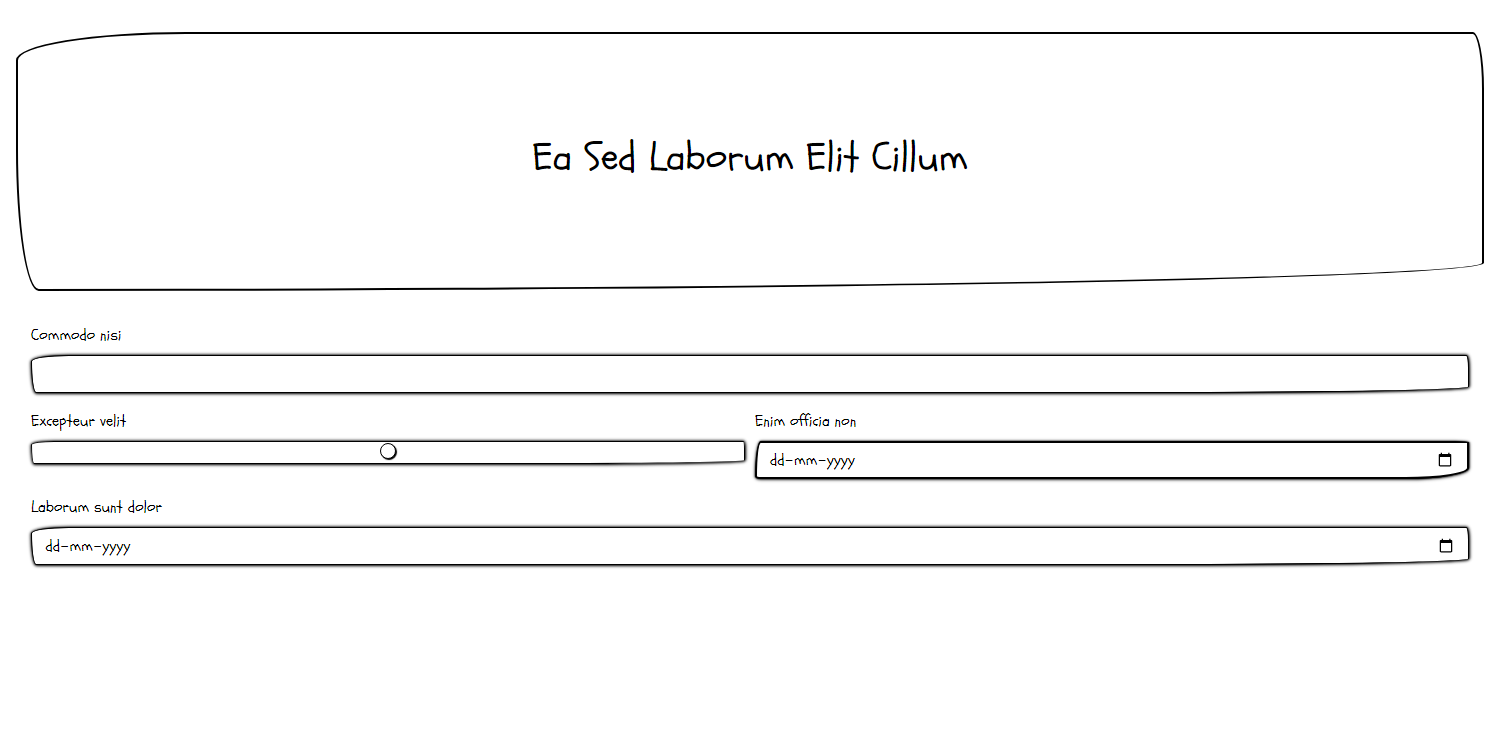 Ea Sed Laborum Elit Cillum
Commodo nisi
Excepteur velit
Enim officia non
dd-mm-yyyy
Laborum sunt dolor
dd-mm-yyyy